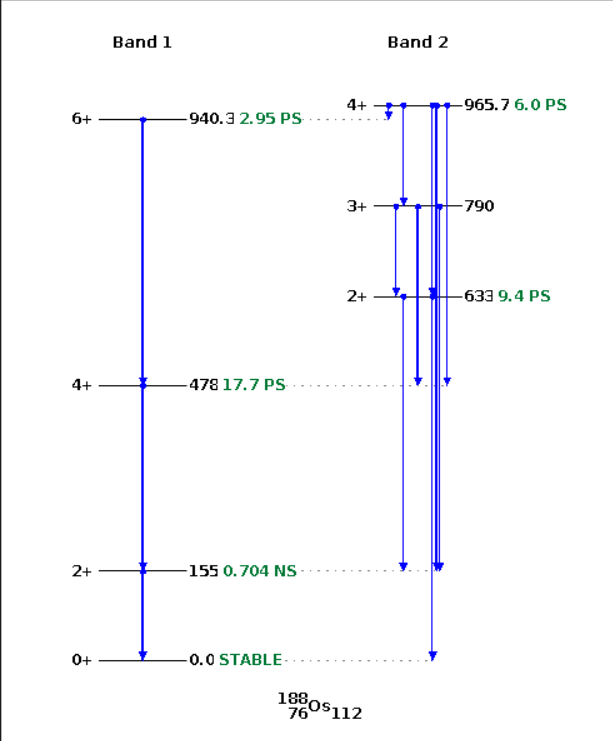 Band 1 Band 2
4+ 965.7 6.0 PS
6+ 940.3 2.95 PS
3+ 790
2+ 633 9.4 PS
4+ 478 17.7 PS
2+ 155 0.704 NS
0+ 0.0 STABLE
188
76Os112